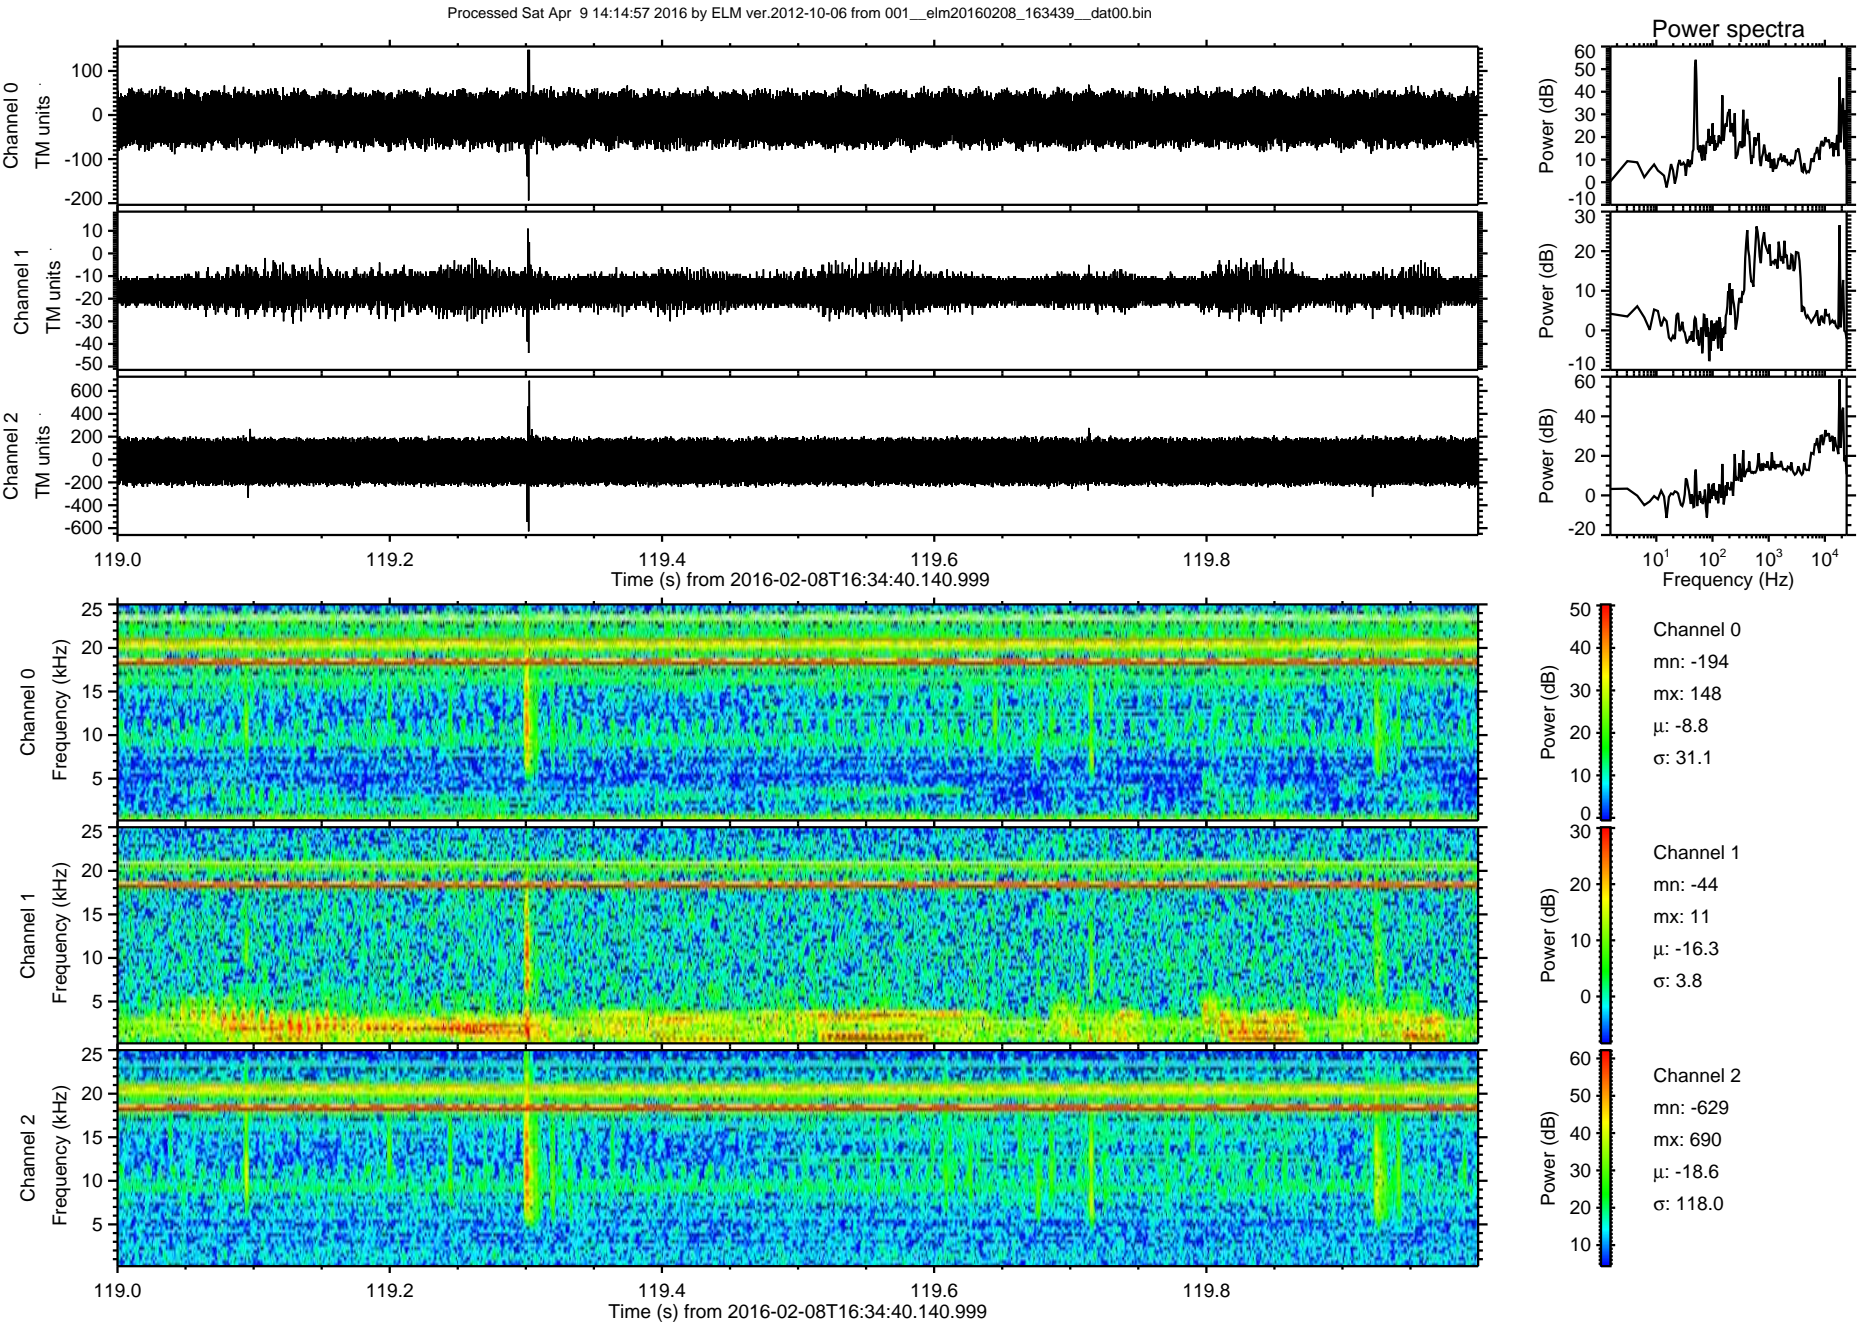 Processed Sat Apr  9 14:14:57 2016 by ELM ver.2012-10-06 from 001__elm20160208_163439__dat00.bin
Power spectra
Channel 0
TM units
100
0
-100
-200
Power (dB)
60
50
40
30
20
10
0
-10
Channel 1
TM units
10
0
-10
-20
-30
-40
-50
Power (dB)
30
20
10
0
-10
Channel 2
TM units
600
400
200
0
-200
-400
-600
Power (dB)
60
40
20
0
-20
119.0 119.2 119.4 119.6 119.8
Time (s) from 2016-02-08T16:34:40.140.999
10^1 10^2 10^3 10^4
Frequency (Hz)
Channel 0
Frequency (kHz)
25
20
15
10
5
Power (dB)
50
40
30
20
10
0
Channel 0
mn: -194
mx: 148
μ: -8.8
σ: 31.1
Channel 1
Frequency (kHz)
25
20
15
10
5
Power (dB)
30
20
10
0
Channel 1
mn: -44
mx: 11
μ: -16.3
σ: 3.8
Channel 2
Frequency (kHz)
25
20
15
10
5
Power (dB)
60
50
40
30
20
10
Channel 2
mn: -629
mx: 690
μ: -18.6
σ: 118.0
119.0 119.2 119.4 119.6 119.8
Time (s) from 2016-02-08T16:34:40.140.999